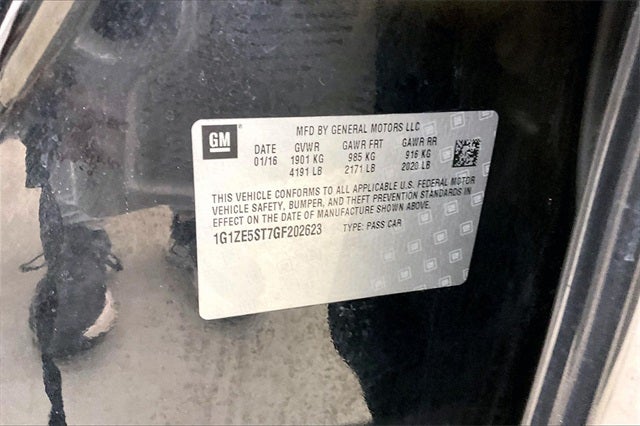 GM MFD BY GENERAL MOTORS LLC
DATE GVWR GAWR FRT GAWR RR
01/16 1901 KG 985 KG 916 KG
4191 LB 2171 LB 2020 LB
THIS VEHICLE CONFORMS TO ALL APPLICABLE U.S. FEDERAL MOTOR
VEHICLE SAFETY, BUMPER, AND THEFT PREVENTION STANDARDS IN
EFFECT ON THE DATE OF MANUFACTURE SHOWN ABOVE.
1G1ZE5ST7GF202623 TYPE: PASS CAR